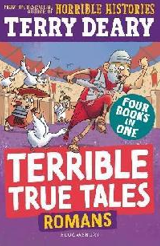 HORRIBLE HISTORIES
TERRY DEARY
FOUR
BOOKS IN
ONE
TERRIBLE
TRUE TALES
ROMANS
BLOOMSBURY